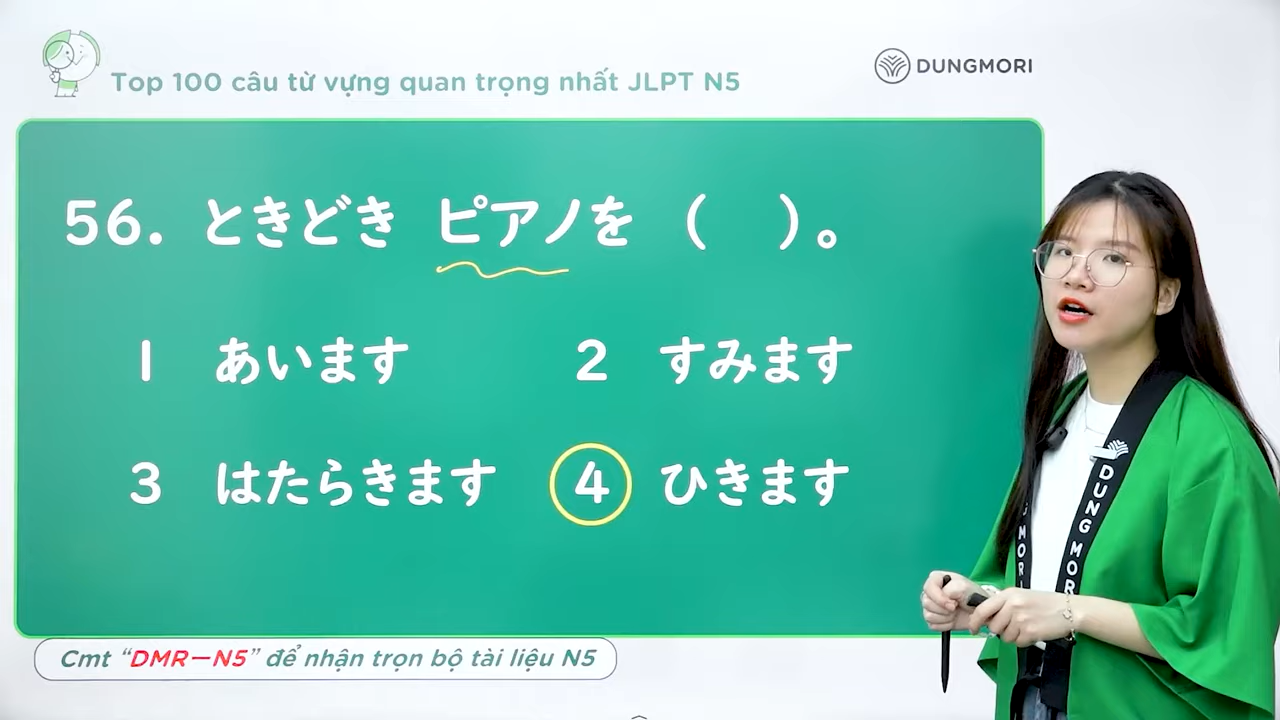 Top 100 câu từ vựng quan trọng nhất JLPT N5
DUNGMORI
56. ときどき ピアノを ( )。
1 あいます
2 すみます
3 はたらきます
4 ひきます
Cmt “DMR－N5” để nhận trọn bộ tài liệu N5
DUNG MORI